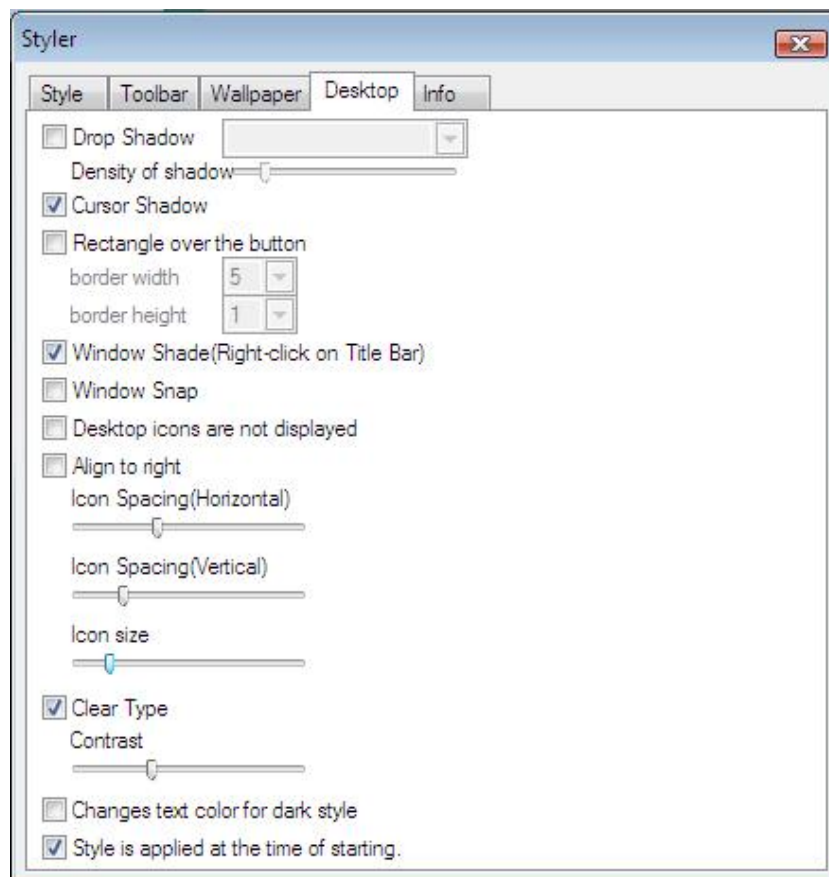 Styler
Style Toolbar Wallpaper Desktop Info
Drop Shadow
Density of shadow
Cursor Shadow
Rectangle over the button
border width 5
border height 1
Window Shade(Right-click on Title Bar)
Window Snap
Desktop icons are not displayed
Align to right
Icon Spacing(Horizontal)
Icon Spacing(Vertical)
Icon size
Clear Type
Contrast
Changes text color for dark style
Style is applied at the time of starting.